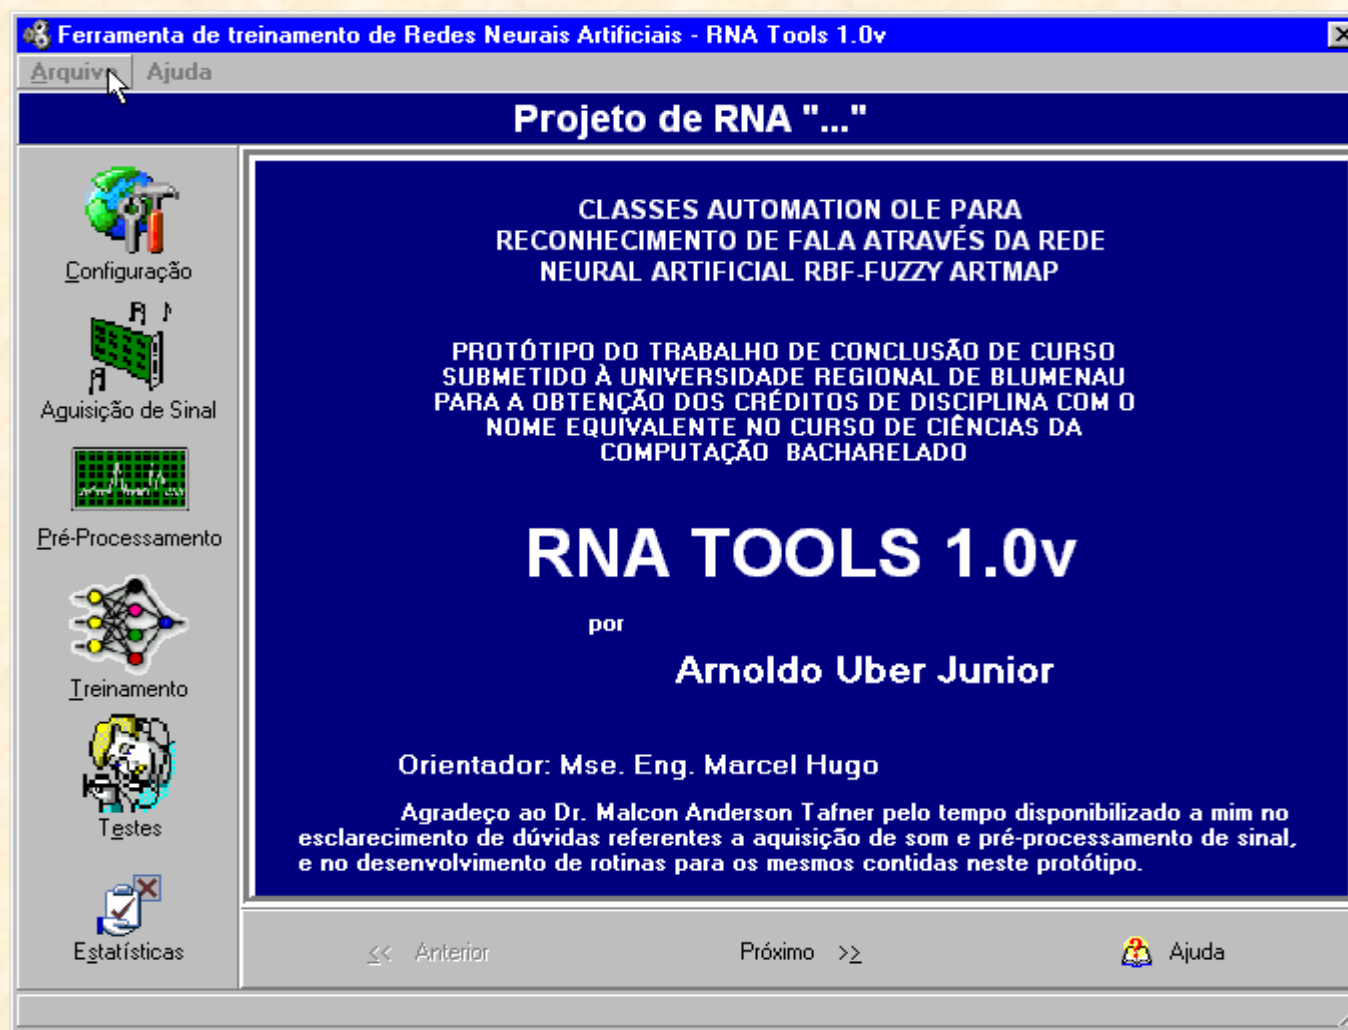 Ferramenta de treinamento de Redes Neurais Artificiais - RNA Tools 1.0v
Arquivo Ajuda
Projeto de RNA "..."
Configuração
Aguisição de Sinal
Pré-Processamento
Treinamento
Testes
Estatísticas
CLASSES AUTOMATION OLE PARA
RECONHECIMENTO DE FALA ATRAVÉS DA REDE
NEURAL ARTIFICIAL RBF-FUZZY ARTMAP
PROTÓTIPO DO TRABALHO DE CONCLUSÃO DE CURSO
SUBMETIDO À UNIVERSIDADE REGIONAL DE BLUMENAU
PARA A OBTENÇÃO DOS CRÉDITOS DE DISCIPLINA COM O
NOME EQUIVALENTE NO CURSO DE CIÊNCIAS DA
COMPUTAÇÃO BACHARELADO
RNA TOOLS 1.0v
por
Arnoldo Uber Junior
Orientador: Mse. Eng. Marcel Hugo
Agradeço ao Dr. Malcon Anderson Tafner pelo tempo disponibilizado a mim no
esclarecimento de dúvidas referentes a aquisição de som e pré-processamento de sinal,
e no desenvolvimento de rotinas para os mesmos contidas neste protótipo.
<< Anterior Próximo >> Ajuda